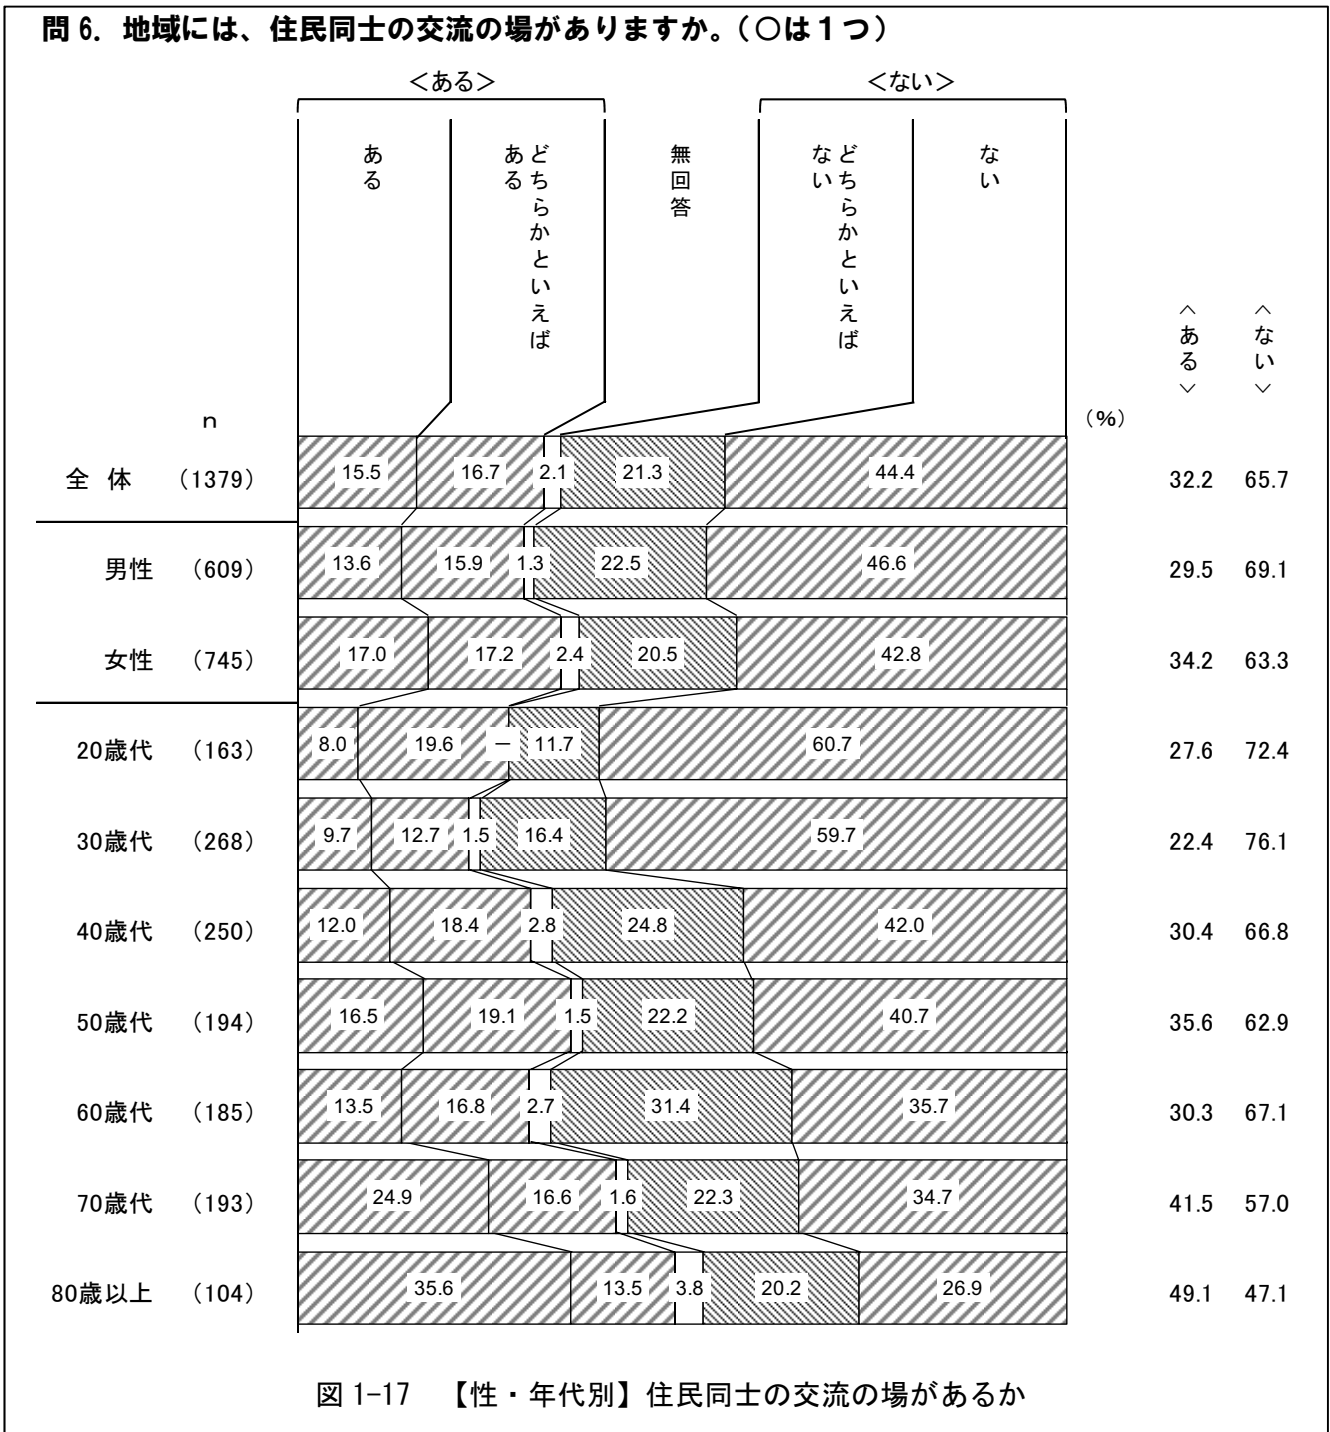 問 6. 地域には、住民同士の交流の場がありますか。(○は１つ)
＜ある＞ ＜ない＞
ある どちらかといえばある 無回答 どちらかといえばない ない
＜ある＞ ＜ない＞
ｎ (%)
全 体 (1379) 15.5 16.7 2.1 21.3 44.4 32.2 65.7
男性 (609) 13.6 15.9 1.3 22.5 46.6 29.5 69.1
女性 (745) 17.0 17.2 2.4 20.5 42.8 34.2 63.3
20歳代 (163) 8.0 19.6 － 11.7 60.7 27.6 72.4
30歳代 (268) 9.7 12.7 1.5 16.4 59.7 22.4 76.1
40歳代 (250) 12.0 18.4 2.8 24.8 42.0 30.4 66.8
50歳代 (194) 16.5 19.1 1.5 22.2 40.7 35.6 62.9
60歳代 (185) 13.5 16.8 2.7 31.4 35.7 30.3 67.1
70歳代 (193) 24.9 16.6 1.6 22.3 34.7 41.5 57.0
80歳以上 (104) 35.6 13.5 3.8 20.2 26.9 49.1 47.1
図 1-17 【性・年代別】住民同士の交流の場があるか